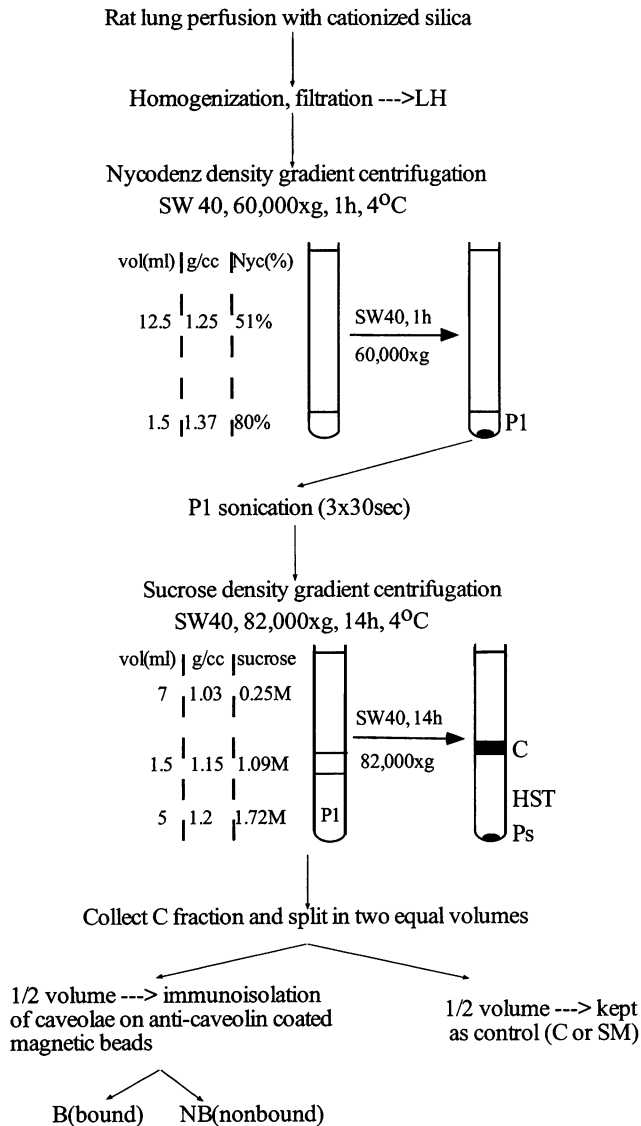 Rat lung perfusion with cationized silica
Homogenization, filtration --->LH
Nycodenz density gradient centrifugation
SW 40, 60,000xg, 1h, 4°C
vol(ml) g/cc Nyc(%)
12.5 1.25 51%
1.5 1.37 80%
SW40, 1h
60,000xg
P1
P1 sonication (3x30sec)
Sucrose density gradient centrifugation
SW40, 82,000xg, 14h, 4°C
vol(ml) g/cc sucrose
7 1.03 0.25M
1.5 1.15 1.09M
5 1.2 1.72M
P1
SW40, 14h
82,000xg
C
HST
Ps
Collect C fraction and split in two equal volumes
1/2 volume ---> immunoisolation
of caveolae on anti-caveolin coated
magnetic beads
1/2 volume ---> kept
as control (C or SM)
B(bound) NB(nonbound)